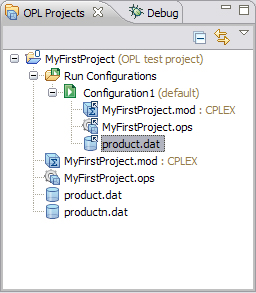 OPL Projects Debug
MyFirstProject (OPL test project)
Run Configurations
Configuration1 (default)
MyFirstProject.mod : CPLEX
MyFirstProject.ops
product.dat
MyFirstProject.mod : CPLEX
MyFirstProject.ops
product.dat
productn.dat